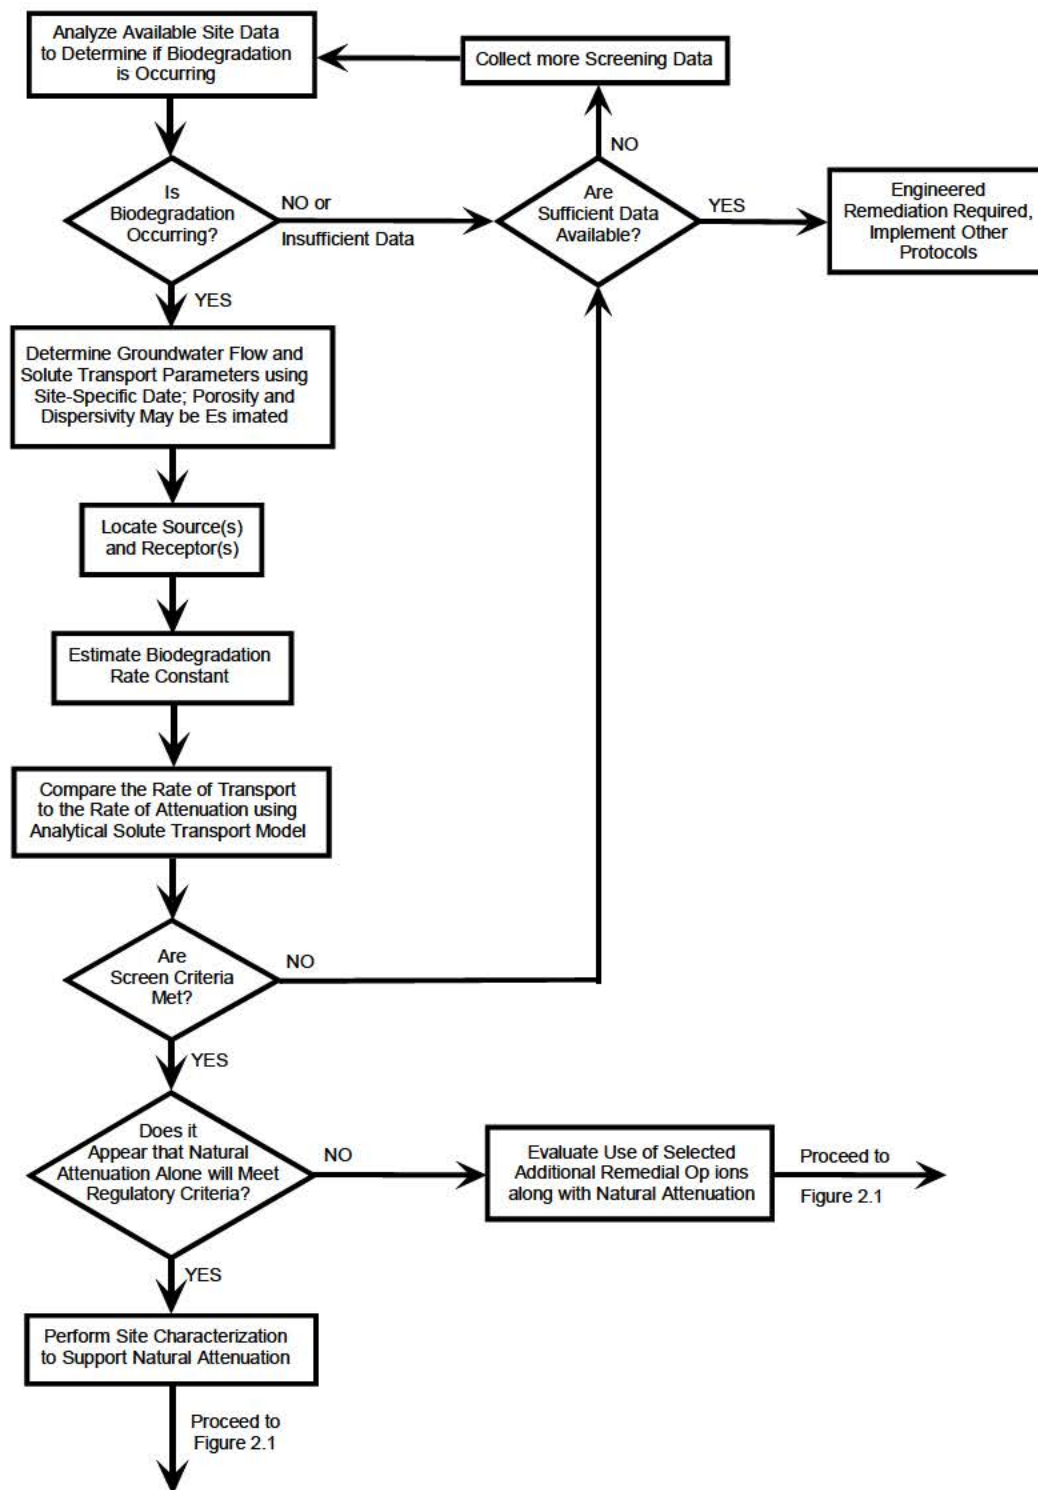 Analyze Available Site Data
to Determine if Biodegradation
is Occurring
Collect more Screening Data
NO
Is
Biodegradation
Occurring?
NO or
Insufficient Data
Are
Sufficient Data
Available?
YES
Engineered
Remediation Required,
Implement Other
Protocols
YES
Determine Groundwater Flow and
Solute Transport Parameters using
Site-Specific Date; Porosity and
Dispersivity May be Es imated
Locate Source(s)
and Receptor(s)
Estimate Biodegradation
Rate Constant
Compare the Rate of Transport
to the Rate of Attenuation using
Analytical Solute Transport Model
Are
Screen Criteria
Met?
NO
YES
Does it
Appear that Natural
Attenuation Alone will Meet
Regulatory Criteria?
NO
Evaluate Use of Selected
Additional Remedial Op ions
along with Natural Attenuation
Proceed to
Figure 2.1
YES
Perform Site Characterization
to Support Natural Attenuation
Proceed to
Figure 2.1